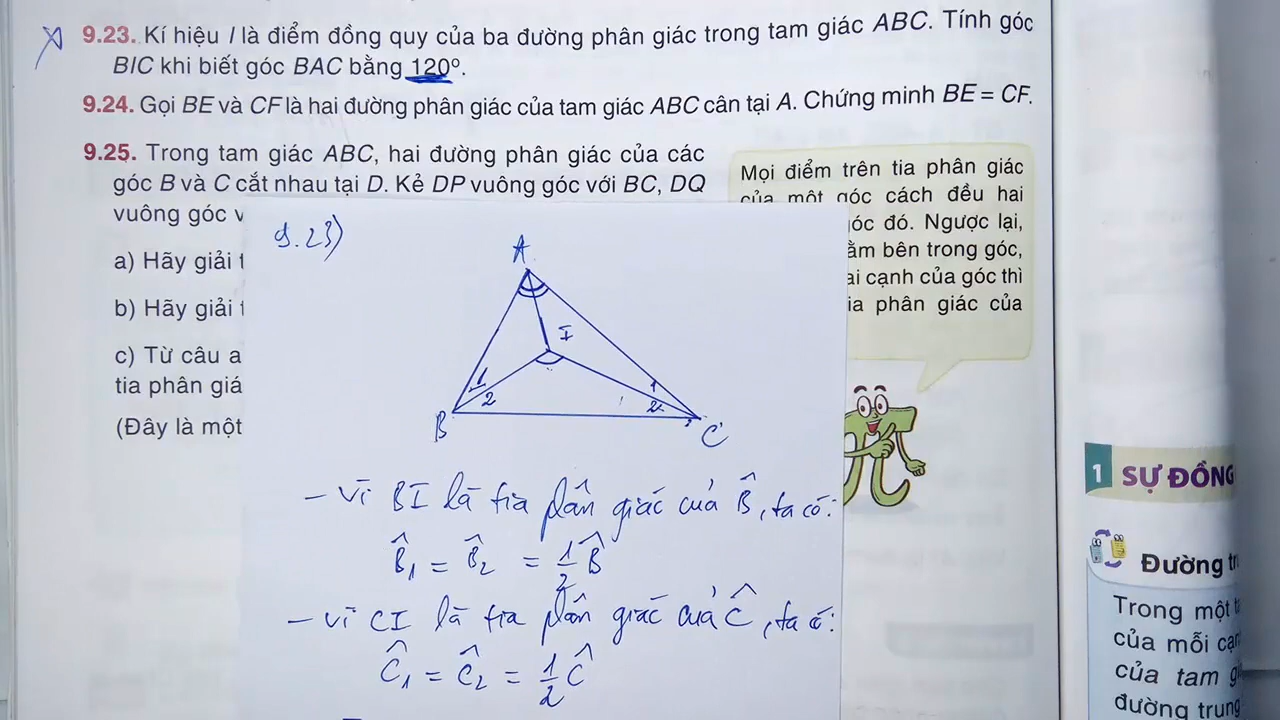 9.23. Kí hiệu I là điểm đồng quy của ba đường phân giác trong tam giác ABC. Tính góc
BIC khi biết góc BAC bằng 120°.
9.24. Gọi BE và CF là hai đường phân giác của tam giác ABC cân tại A. Chứng minh BE = CF.
9.25. Trong tam giác ABC, hai đường phân giác của các
góc B và C cắt nhau tại D. Kẻ DP vuông góc với BC, DQ
vuông góc v
a) Hãy giải t
b) Hãy giải t
c) Từ câu a
tia phân giá
(Đây là một
Mọi điểm trên tia phân giác
của một góc cách đều hai
góc đó. Ngược lại,
ằm bên trong góc,
ai cạnh của góc thì
ia phân giác của
9.23)
A
I
1
2
1
2
B
C
- Vì BI là tia phân giác của B̂, ta có:
B̂₁ = B̂₂ = 1/2 B̂
- Vì CI là tia phân giác của Ĉ, ta có:
Ĉ₁ = Ĉ₂ = 1/2 Ĉ
1 SỰ ĐỒNG
Đường tr
Trong một t
của mỗi cạn
của tam gi
đường trung